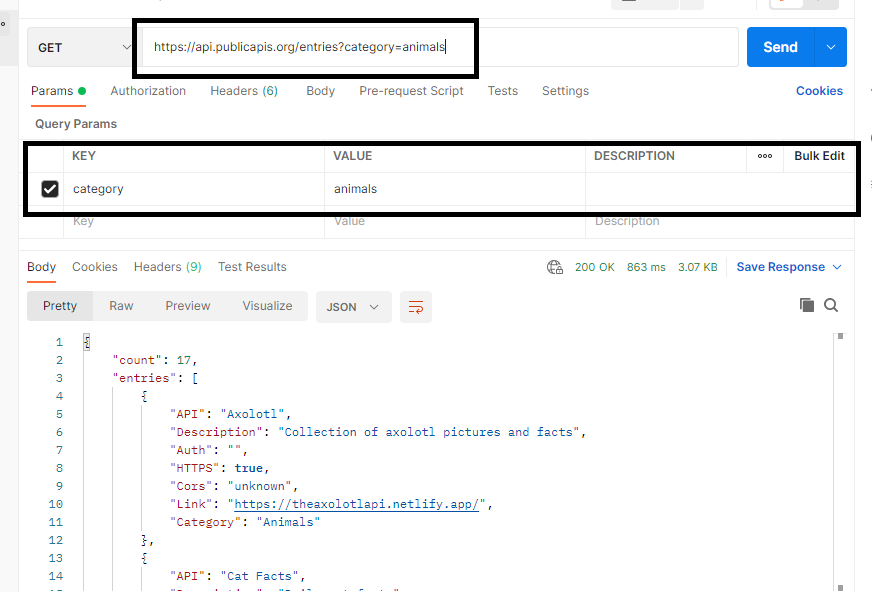 GET
https://api.publicapis.org/entries?category=animals
Send
Params Authorization Headers (6) Body Pre-request Script Tests Settings Cookies
Query Params
KEY VALUE DESCRIPTION ooo Bulk Edit
category animals
Key Value Description
Body Cookies Headers (9) Test Results 200 OK 863 ms 3.07 KB Save Response
Pretty Raw Preview Visualize JSON
1 {
2 "count": 17,
3 "entries": [
4 {
5 "API": "Axolotl",
6 "Description": "Collection of axolotl pictures and facts",
7 "Auth": "",
8 "HTTPS": true,
9 "Cors": "unknown",
10 "Link": "https://theaxolotlapi.netlify.app/",
11 "Category": "Animals"
12 },
13 {
14 "API": "Cat Facts",